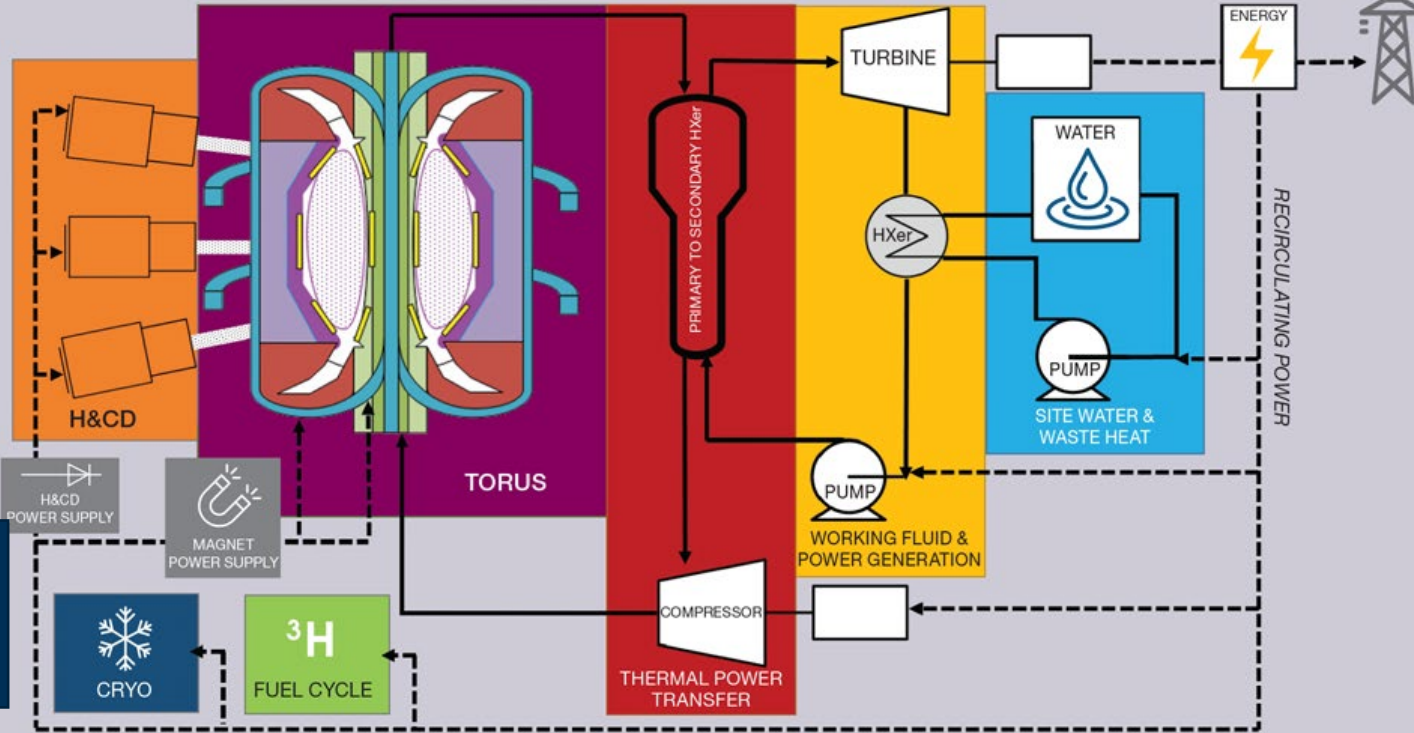 ENERGY
TURBINE
WATER
PRIMARY TO SECONDARY HXer
HXer
RECIRCULATING POWER
PUMP
SITE WATER &
WASTE HEAT
H&CD
TORUS
H&CD
POWER SUPPLY
MAGNET
POWER SUPPLY
PUMP
WORKING FLUID &
POWER GENERATION
COMPRESSOR
THERMAL POWER
TRANSFER
CRYO
³H
FUEL CYCLE